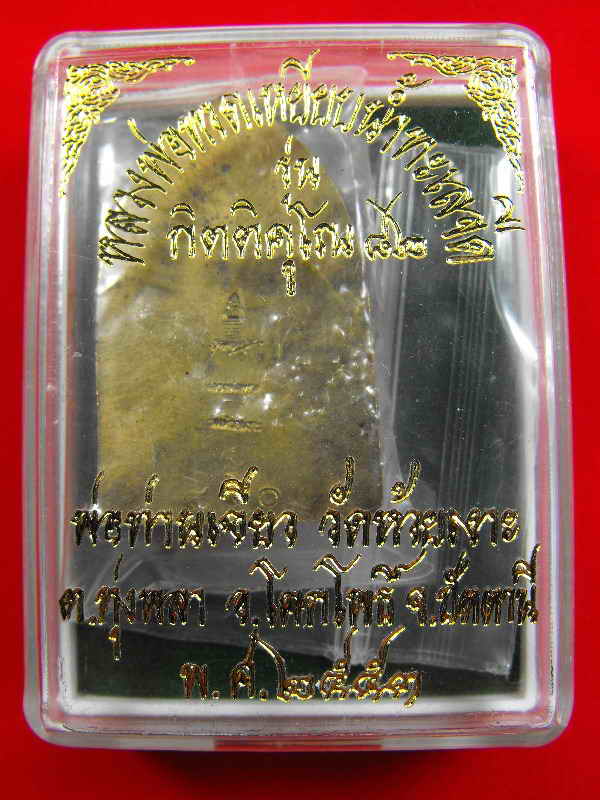 หลวงพ่อทวดเหยียบน้ำทะเลจืด
รุ่น
กิตติคุโณ ๘๒
พ่อท่านเขียว วัดห้วยเงาะ
ต.ทุ่งพลา อ.โคกโพธิ์ จ.ปัตตานี
พ.ศ.๒๕๕๓